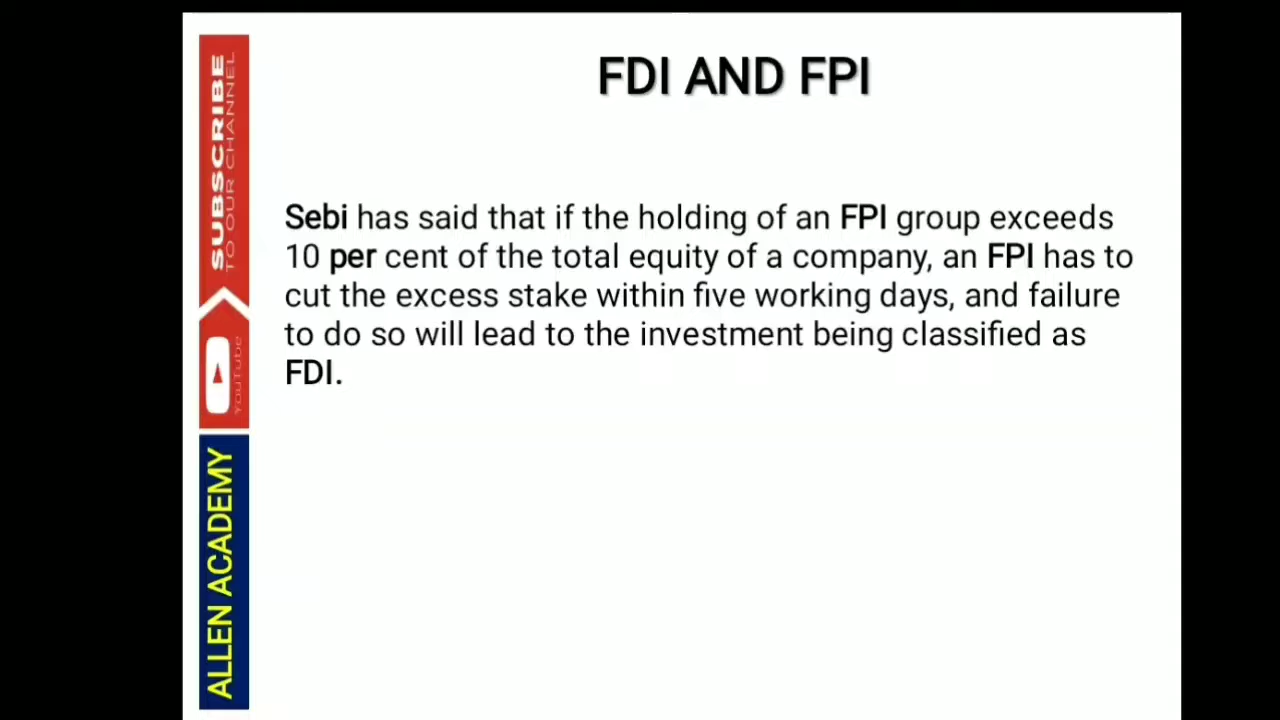 FDI AND FPI
Sebi has said that if the holding of an FPI group exceeds
10 per cent of the total equity of a company, an FPI has to
cut the excess stake within five working days, and failure
to do so will lead to the investment being classified as
FDI.
SUBSCRIBE
TO OUR CHANNEL
YouTube
ALLEN ACADEMY